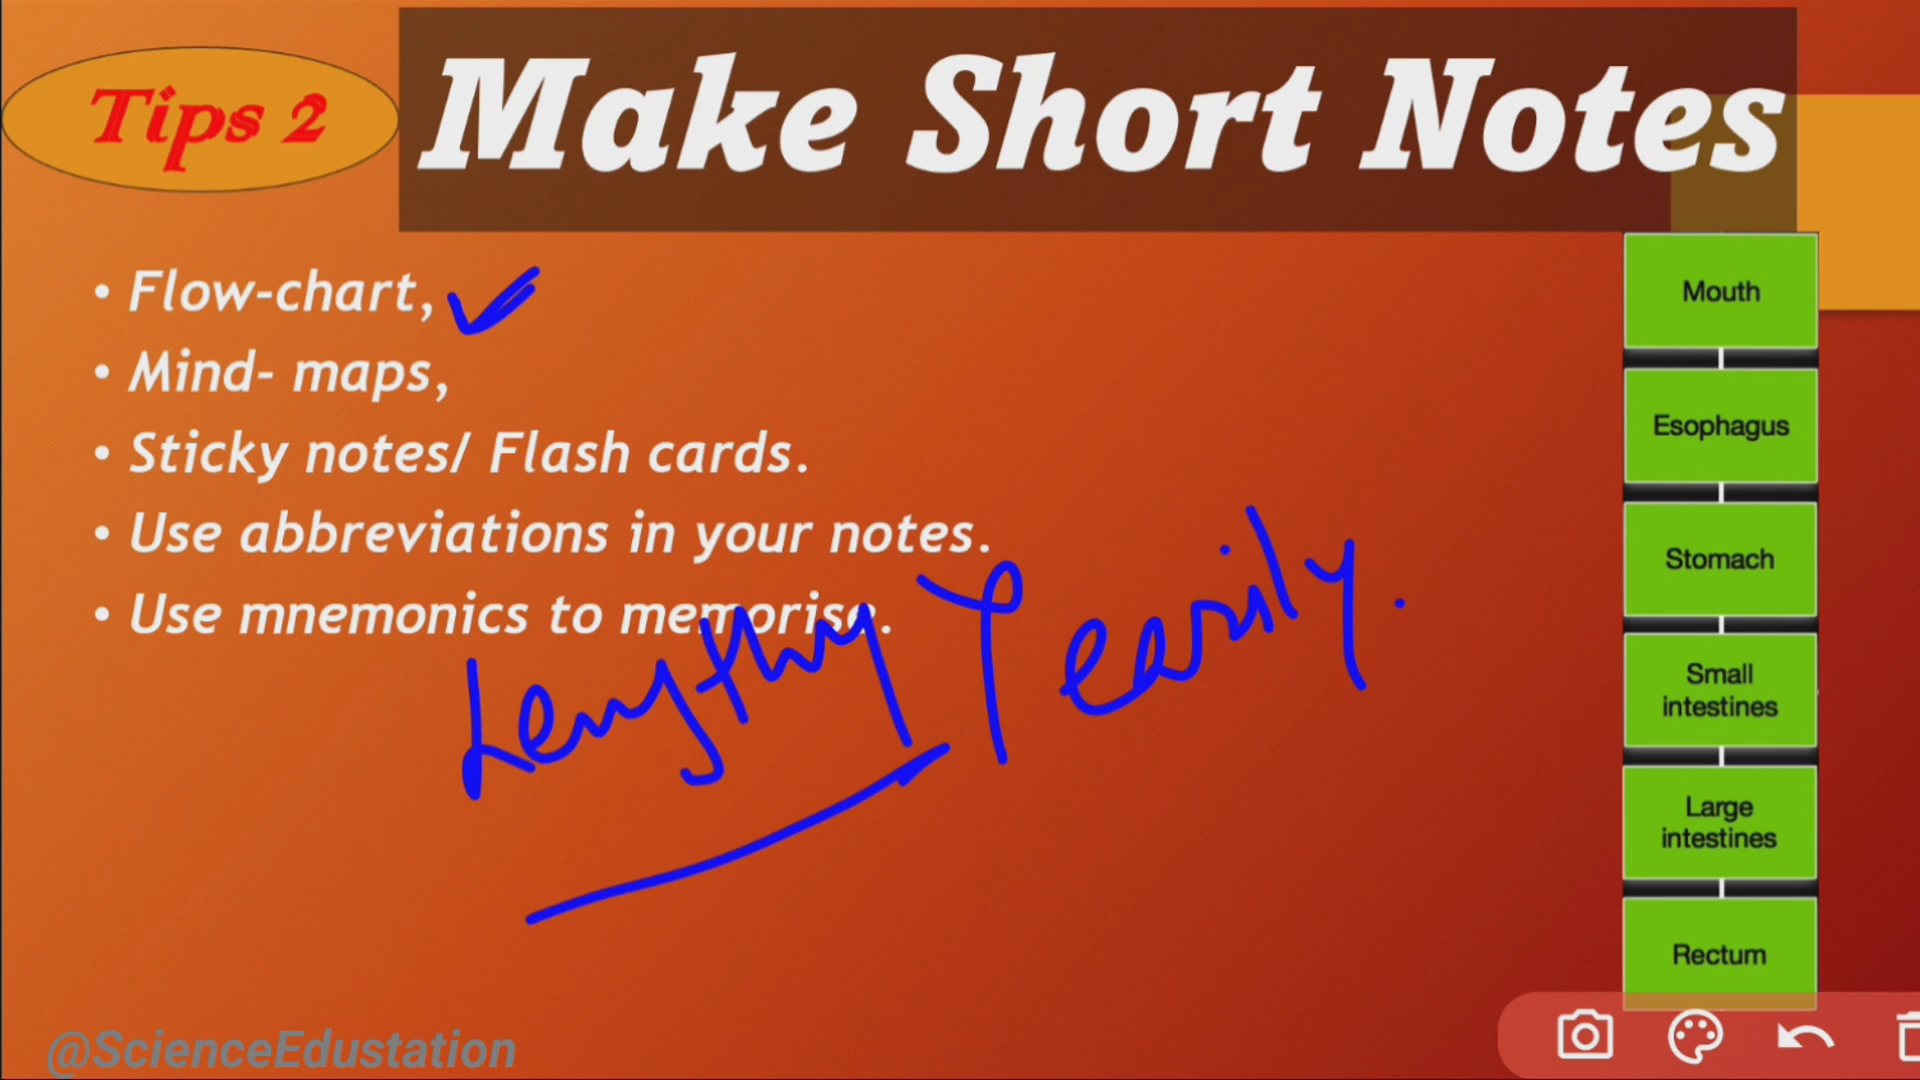 Tips 2
Make Short Notes
• Flow-chart,
• Mind- maps,
• Sticky notes/ Flash cards.
• Use abbreviations in your notes.
• Use mnemonics to memorise.
Lengthy
easily.
Mouth
Esophagus
Stomach
Small
intestines
Large
intestines
Rectum
@ScienceEdustation